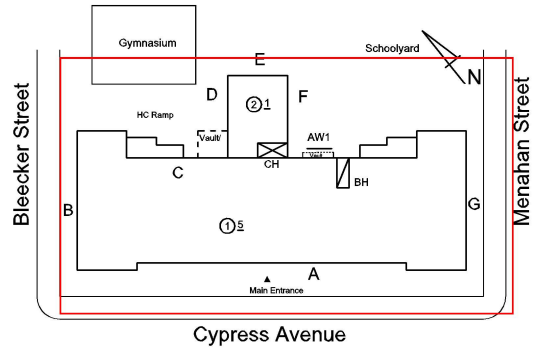 Gymnasium
Schoolyard
N
E
D
F
② 1
HC Ramp
Vault/
AW1
Vault
CH
BH
C
B
G
① 5
A
Main Entrance
Bleecker Street
Menahan Street
Cypress Avenue